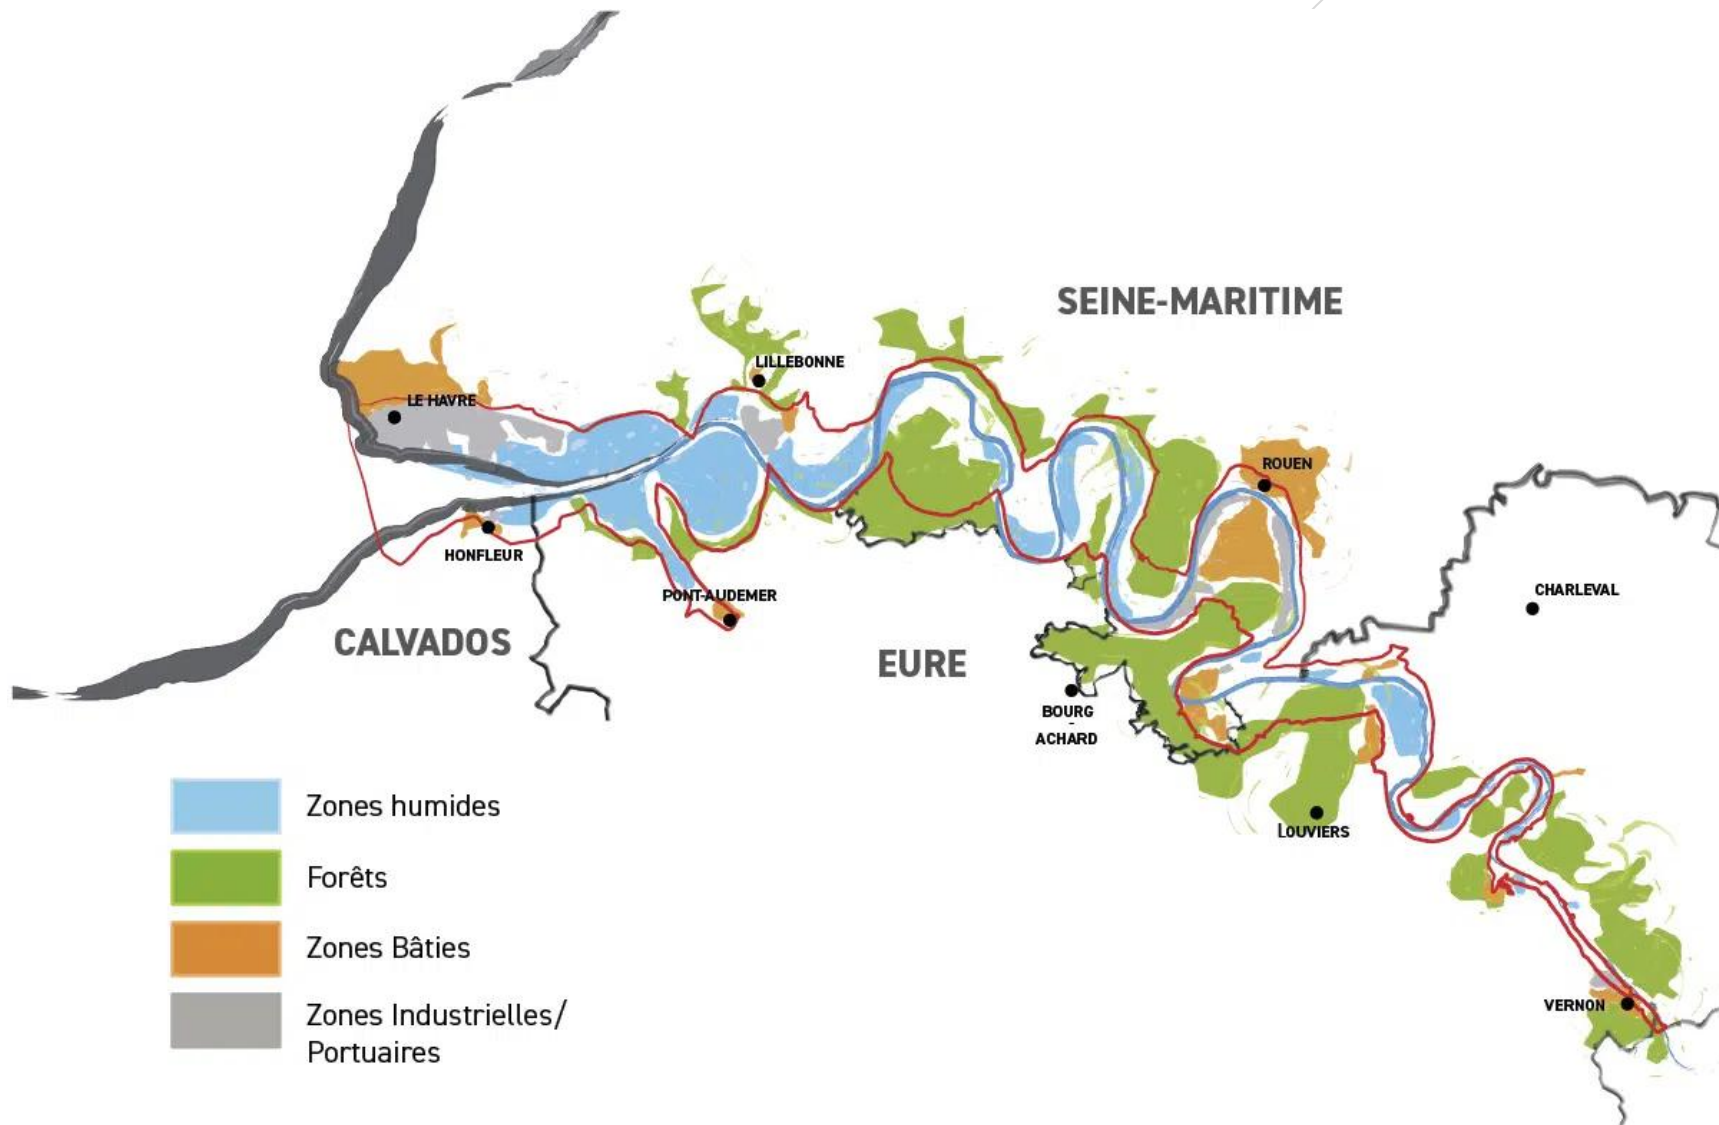 SEINE-MARITIME
LILLEBONNE
LE HAVRE
ROUEN
HONFLEUR
CHARLEVAL
PONT-AUDEMER
CALVADOS
EURE
BOURG
-
ACHARD
LOUVIERS
VERNON
Zones humides
Forêts
Zones Bâties
Zones Industrielles/
Portuaires